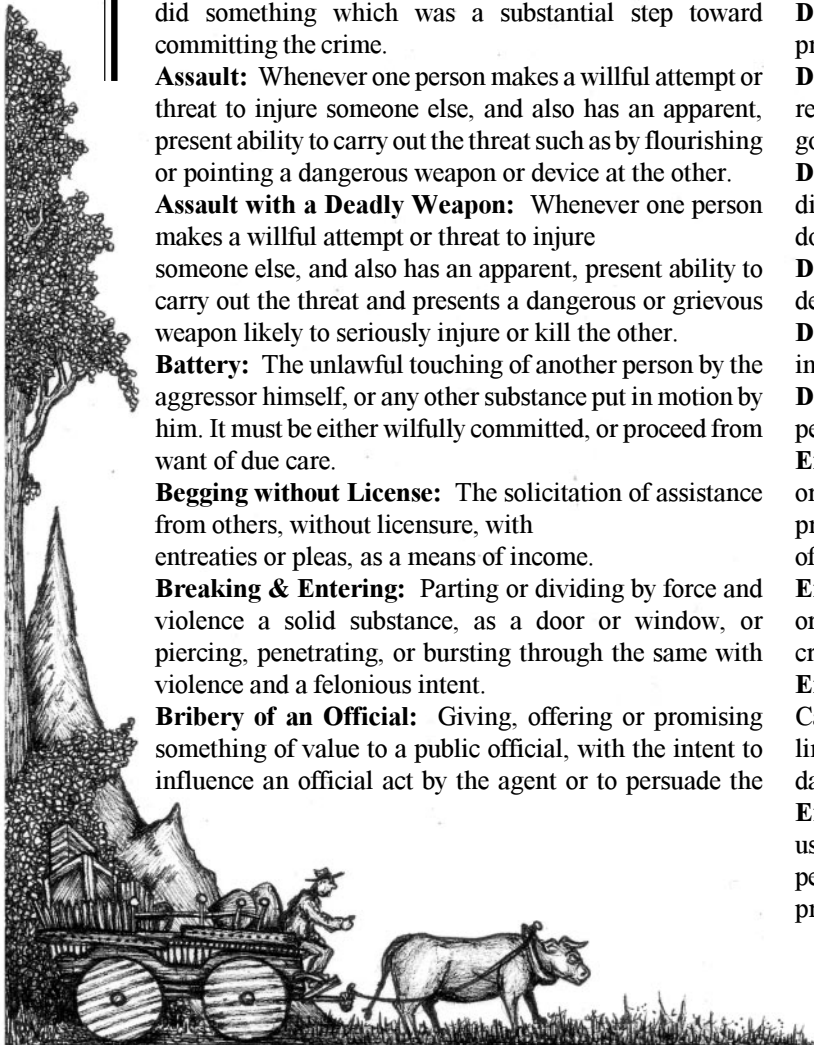 did something which was a substantial step toward
committing the crime.
Assault: Whenever one person makes a willful attempt or
threat to injure someone else, and also has an apparent,
present ability to carry out the threat such as by flourishing
or pointing a dangerous weapon or device at the other.
Assault with a Deadly Weapon: Whenever one person
makes a willful attempt or threat to injure
someone else, and also has an apparent, present ability to
carry out the threat and presents a dangerous or grievous
weapon likely to seriously injure or kill the other.
Battery: The unlawful touching of another person by the
aggressor himself, or any other substance put in motion by
him. It must be either wilfully committed, or proceed from
want of due care.
Begging without License: The solicitation of assistance
from others, without licensure, with
entreaties or pleas, as a means of income.
Breaking & Entering: Parting or dividing by force and
violence a solid substance, as a door or window, or
piercing, penetrating, or bursting through the same with
violence and a felonious intent.
Bribery of an Official: Giving, offering or promising
something of value to a public official, with the intent to
influence an official act by the agent or to persuade the